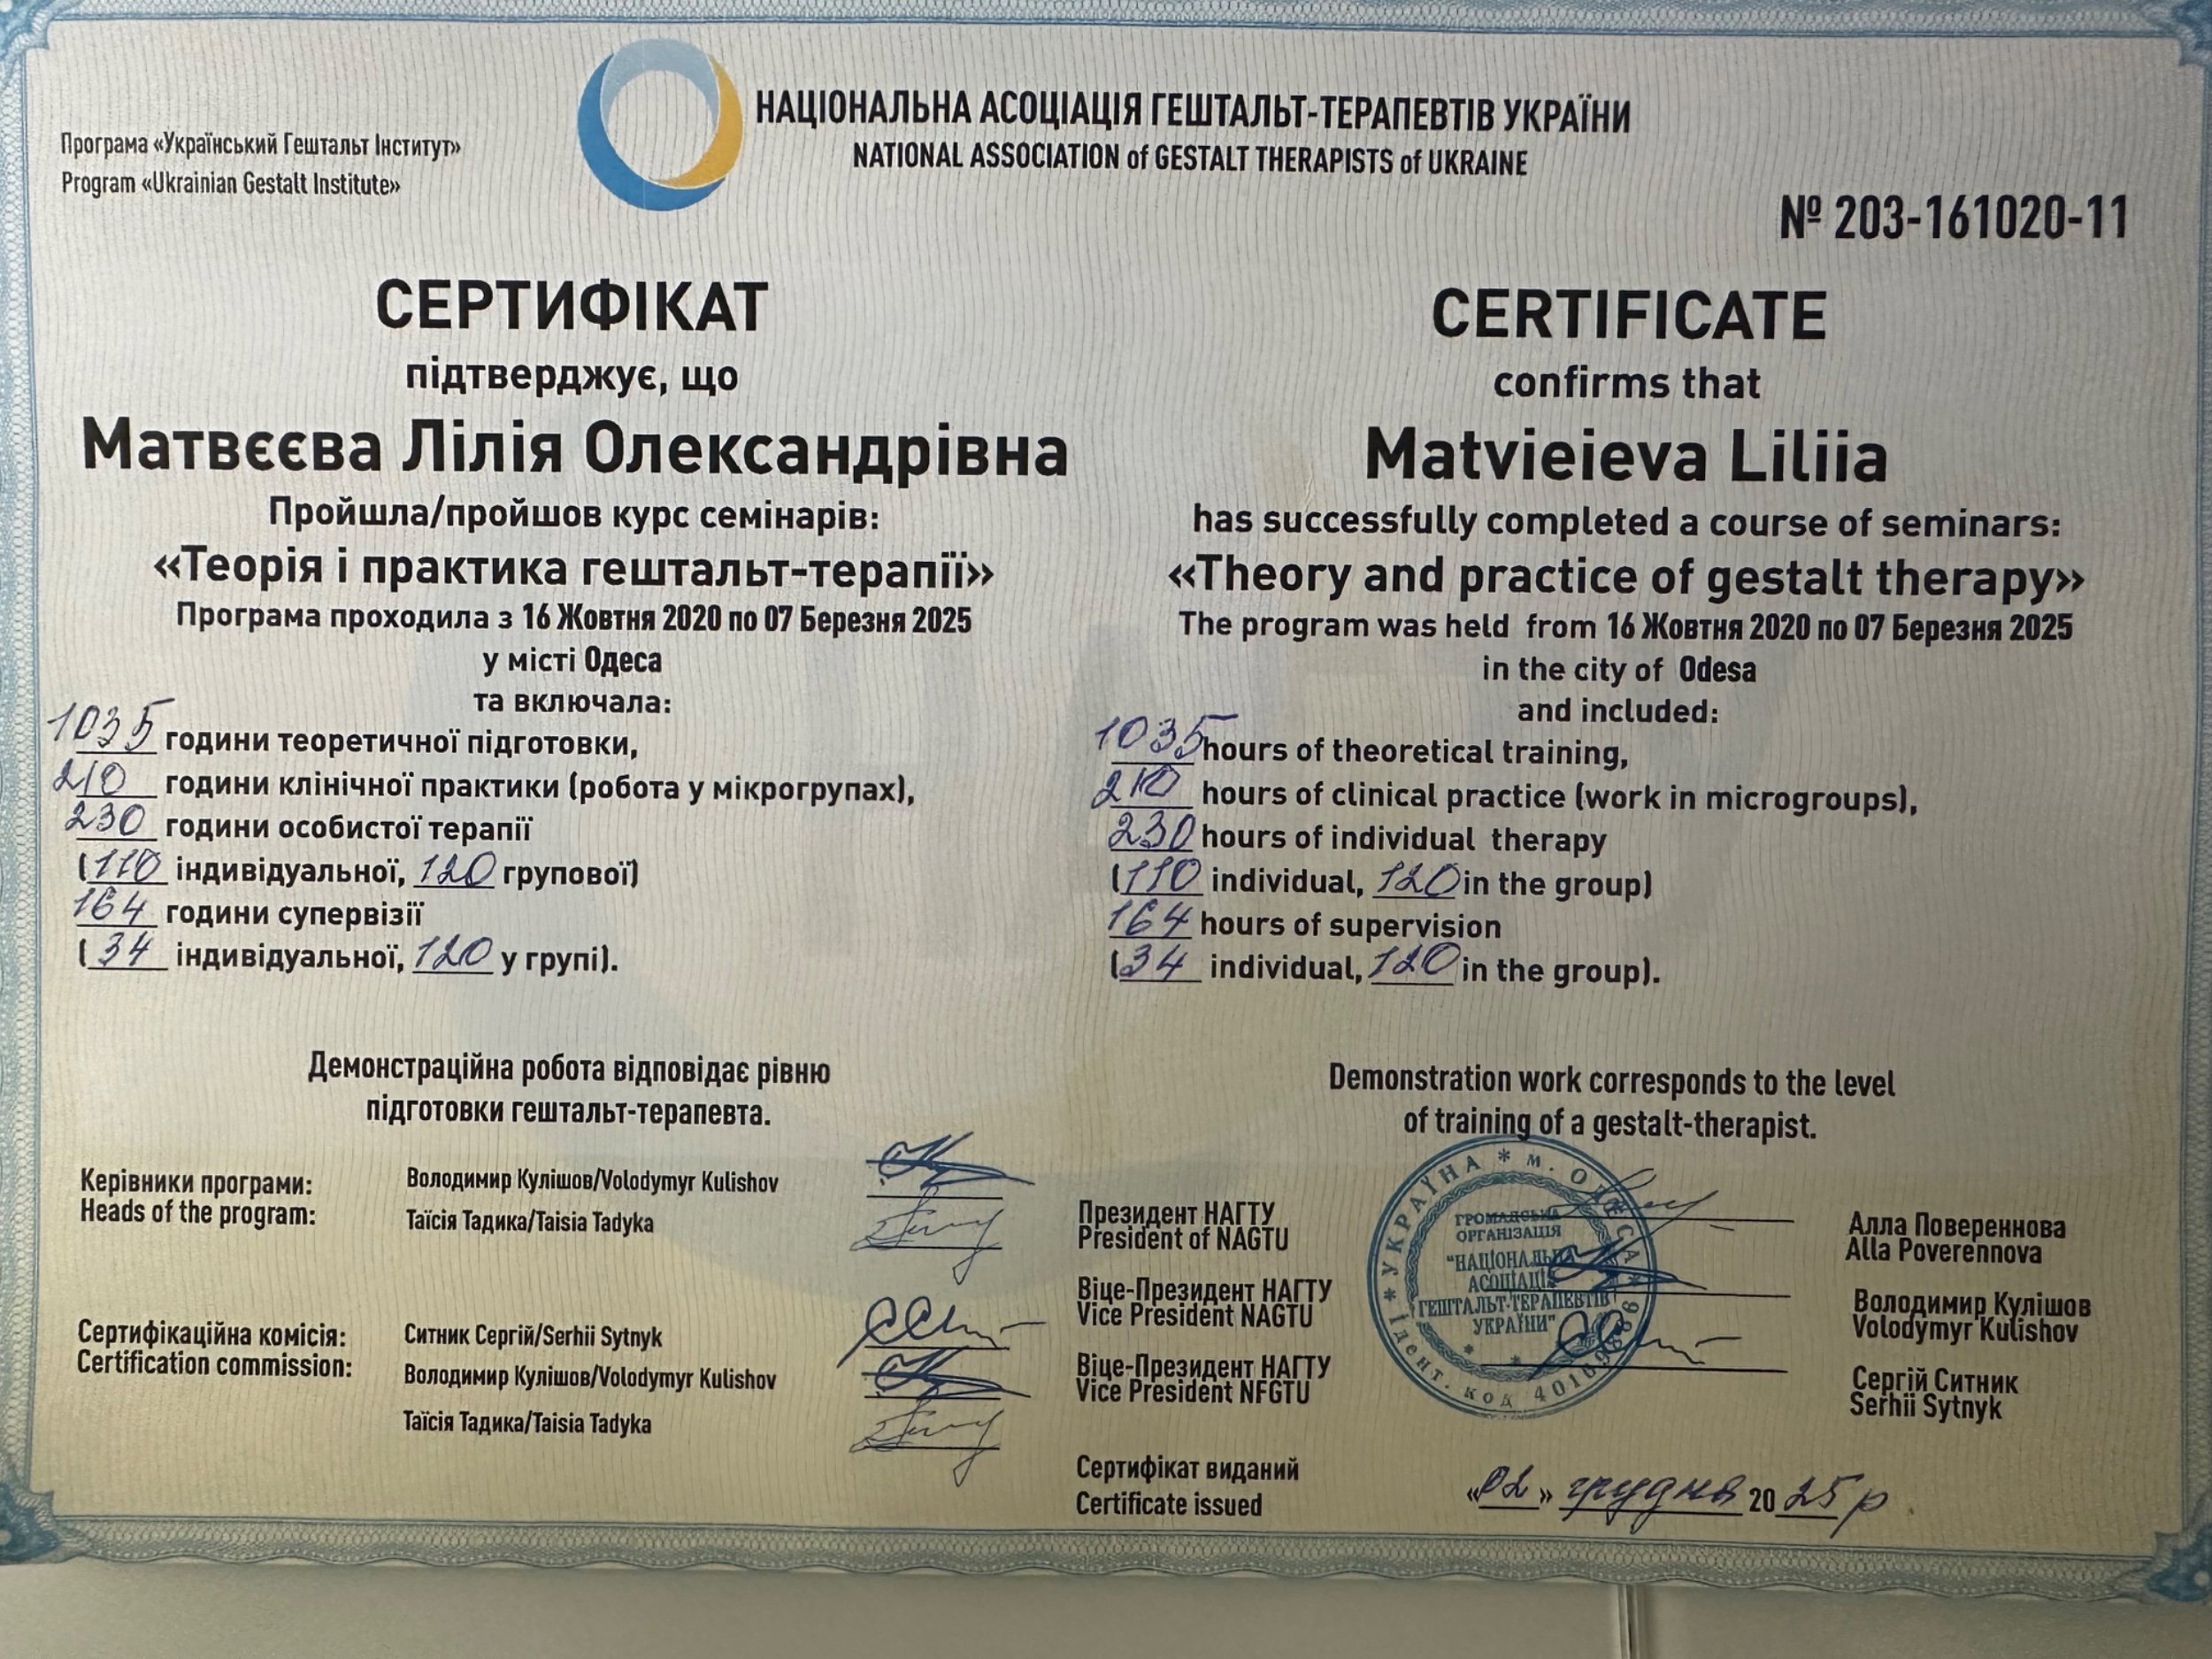 Програма «Український Гештальт Інститут»
Program «Ukrainian Gestalt Institute»
НАЦІОНАЛЬНА АСОЦІАЦІЯ ГЕШТАЛЬТ-ТЕРАПЕВТІВ УКРАЇНИ
NATIONAL ASSOCIATION of GESTALT THERAPISTS of UKRAINE
№ 203-161020-11
СЕРТИФІКАТ
підтверджує, що
Матвєєва Лілія Олександрівна
Пройшла/пройшов курс семінарів:
«Теорія і практика гештальт-терапії»
Програма проходила з 16 Жовтня 2020 по 07 Березня 2025
у місті Одеса
та включала:
1035 години теоретичної підготовки,
210 години клінічної практики (робота у мікрогрупах),
230 години особистої терапії
(110 індивідуальної, 120 групової)
164 години супервізії
(34 індивідуальної, 120 у групі).
Демонстраційна робота відповідає рівню
підготовки гештальт-терапевта.
CERTIFICATE
confirms that
Matvieieva Liliia
has successfully completed a course of seminars:
«Theory and practice of gestalt therapy»
The program was held from 16 Жовтня 2020 по 07 Березня 2025
in the city of Odesa
and included:
1035 hours of theoretical training,
210 hours of clinical practice (work in microgroups),
230 hours of individual therapy
(110 individual, 120 in the group)
164 hours of supervision
(34 individual, 120 in the group).
Demonstration work corresponds to the level
of training of a gestalt-therapist.
Керівники програми:
Heads of the program:
Володимир Кулішов/Volodymyr Kulishov
Таїсія Тадика/Taisia Tadyka
Сертифікаційна комісія:
Certification commission:
Ситник Сергій/Serhii Sytnyk
Володимир Кулішов/Volodymyr Kulishov
Таїсія Тадика/Taisia Tadyka
Президент НАГТУ
President of NAGTU
Алла Повереннова
Alla Poverennova
Віце-Президент НАГТУ
Vice President NAGTU
Володимир Кулішов
Volodymyr Kulishov
Віце-Президент НАГТУ
Vice President NFGTU
Сергій Ситник
Serhii Sytnyk
* УКРАЇНА * м. ОДЕСА *
Ідент. код
ГРОМАДСЬКА
ОРГАНІЗАЦІЯ
"НАЦІОНАЛЬНА
АСОЦІАЦІЯ
ГЕШТАЛЬТ-ТЕРАПЕВТІВ
УКРАЇНИ"
Сертифікат виданий
Certificate issued
«02» грудня 2025 р